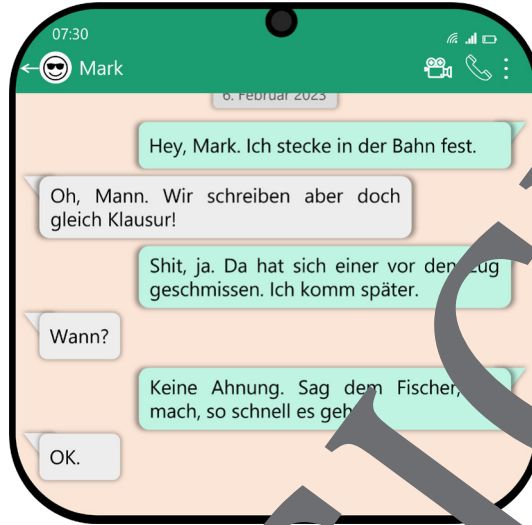 07:30
Mark
6. Februar 2023
Hey, Mark. Ich stecke in der Bahn fest.
Oh, Mann. Wir schreiben aber doch
gleich Klausur!
Shit, ja. Da hat sich einer vor den Zug
geschmissen. Ich komm später.
Wann?
Keine Ahnung. Sag dem Fischer,
mach, so schnell es
OK.